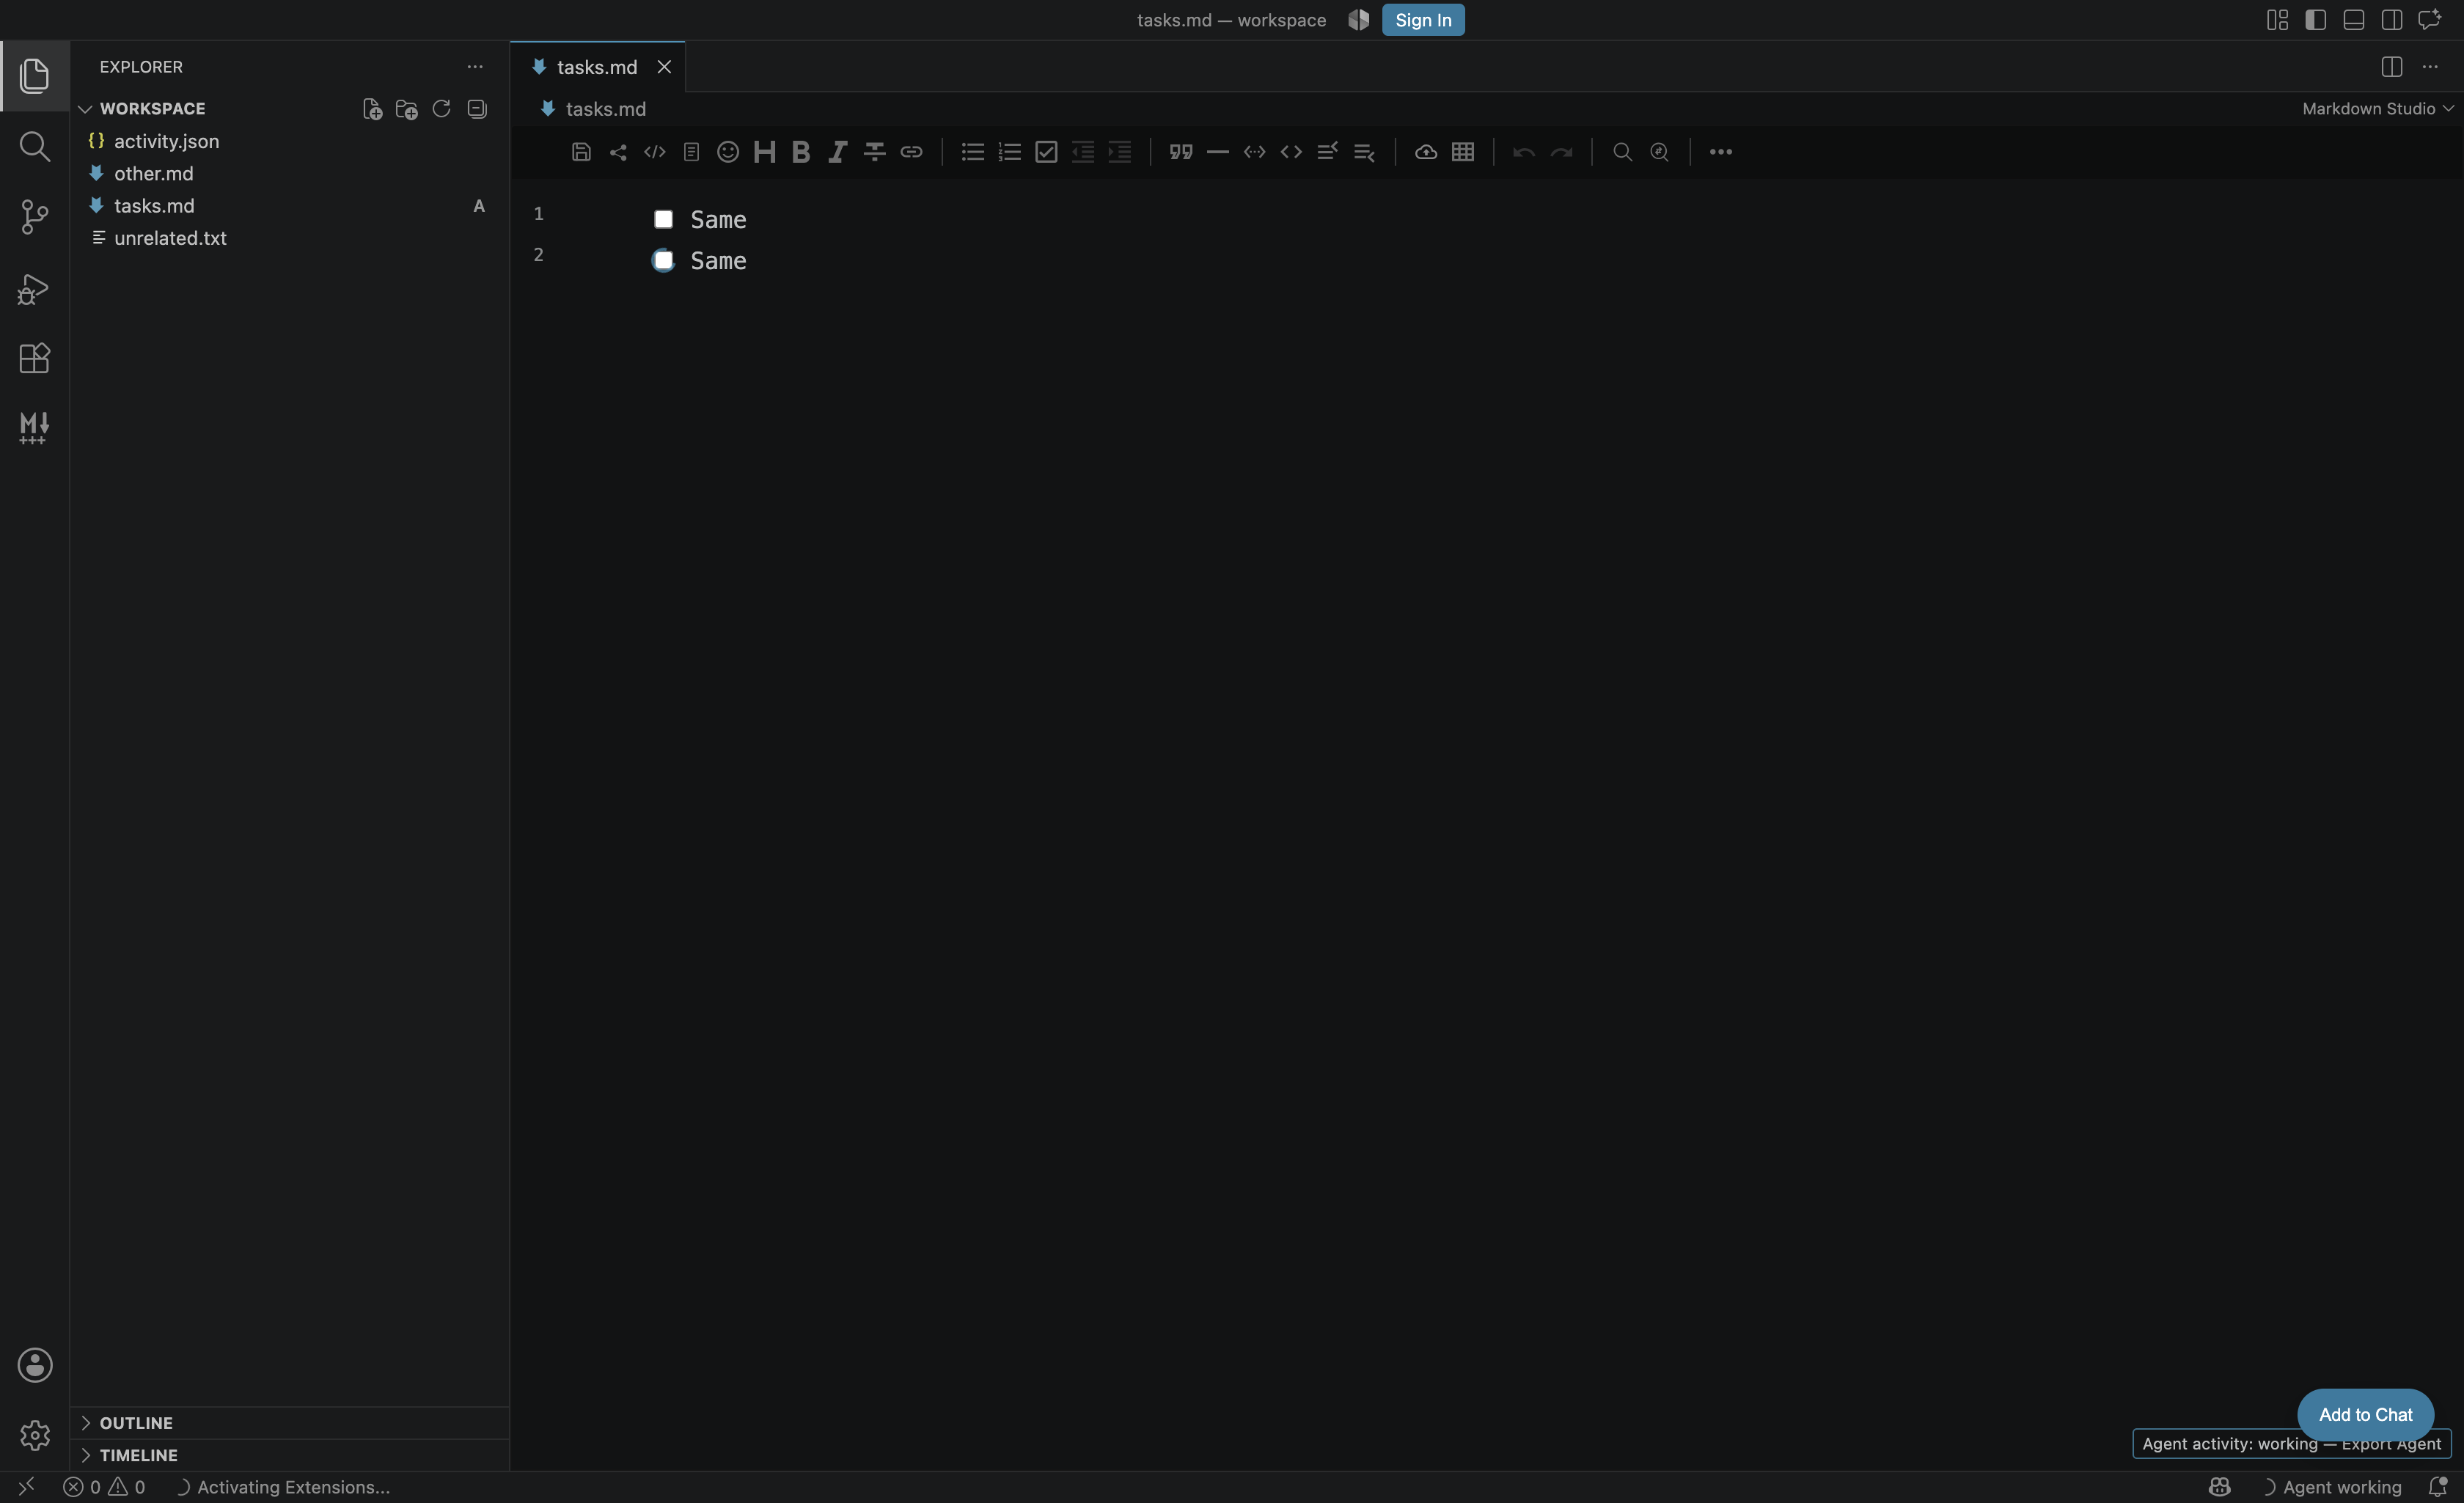 tasks.md — workspace
Sign In
EXPLORER
tasks.md
WORKSPACE
tasks.md
Markdown Studio
activity.json
other.md
tasks.md A
unrelated.txt
1 Same
2 Same
OUTLINE
TIMELINE
Add to Chat
Agent activity: working — Export Agent
0 0 Activating Extensions...
Agent working